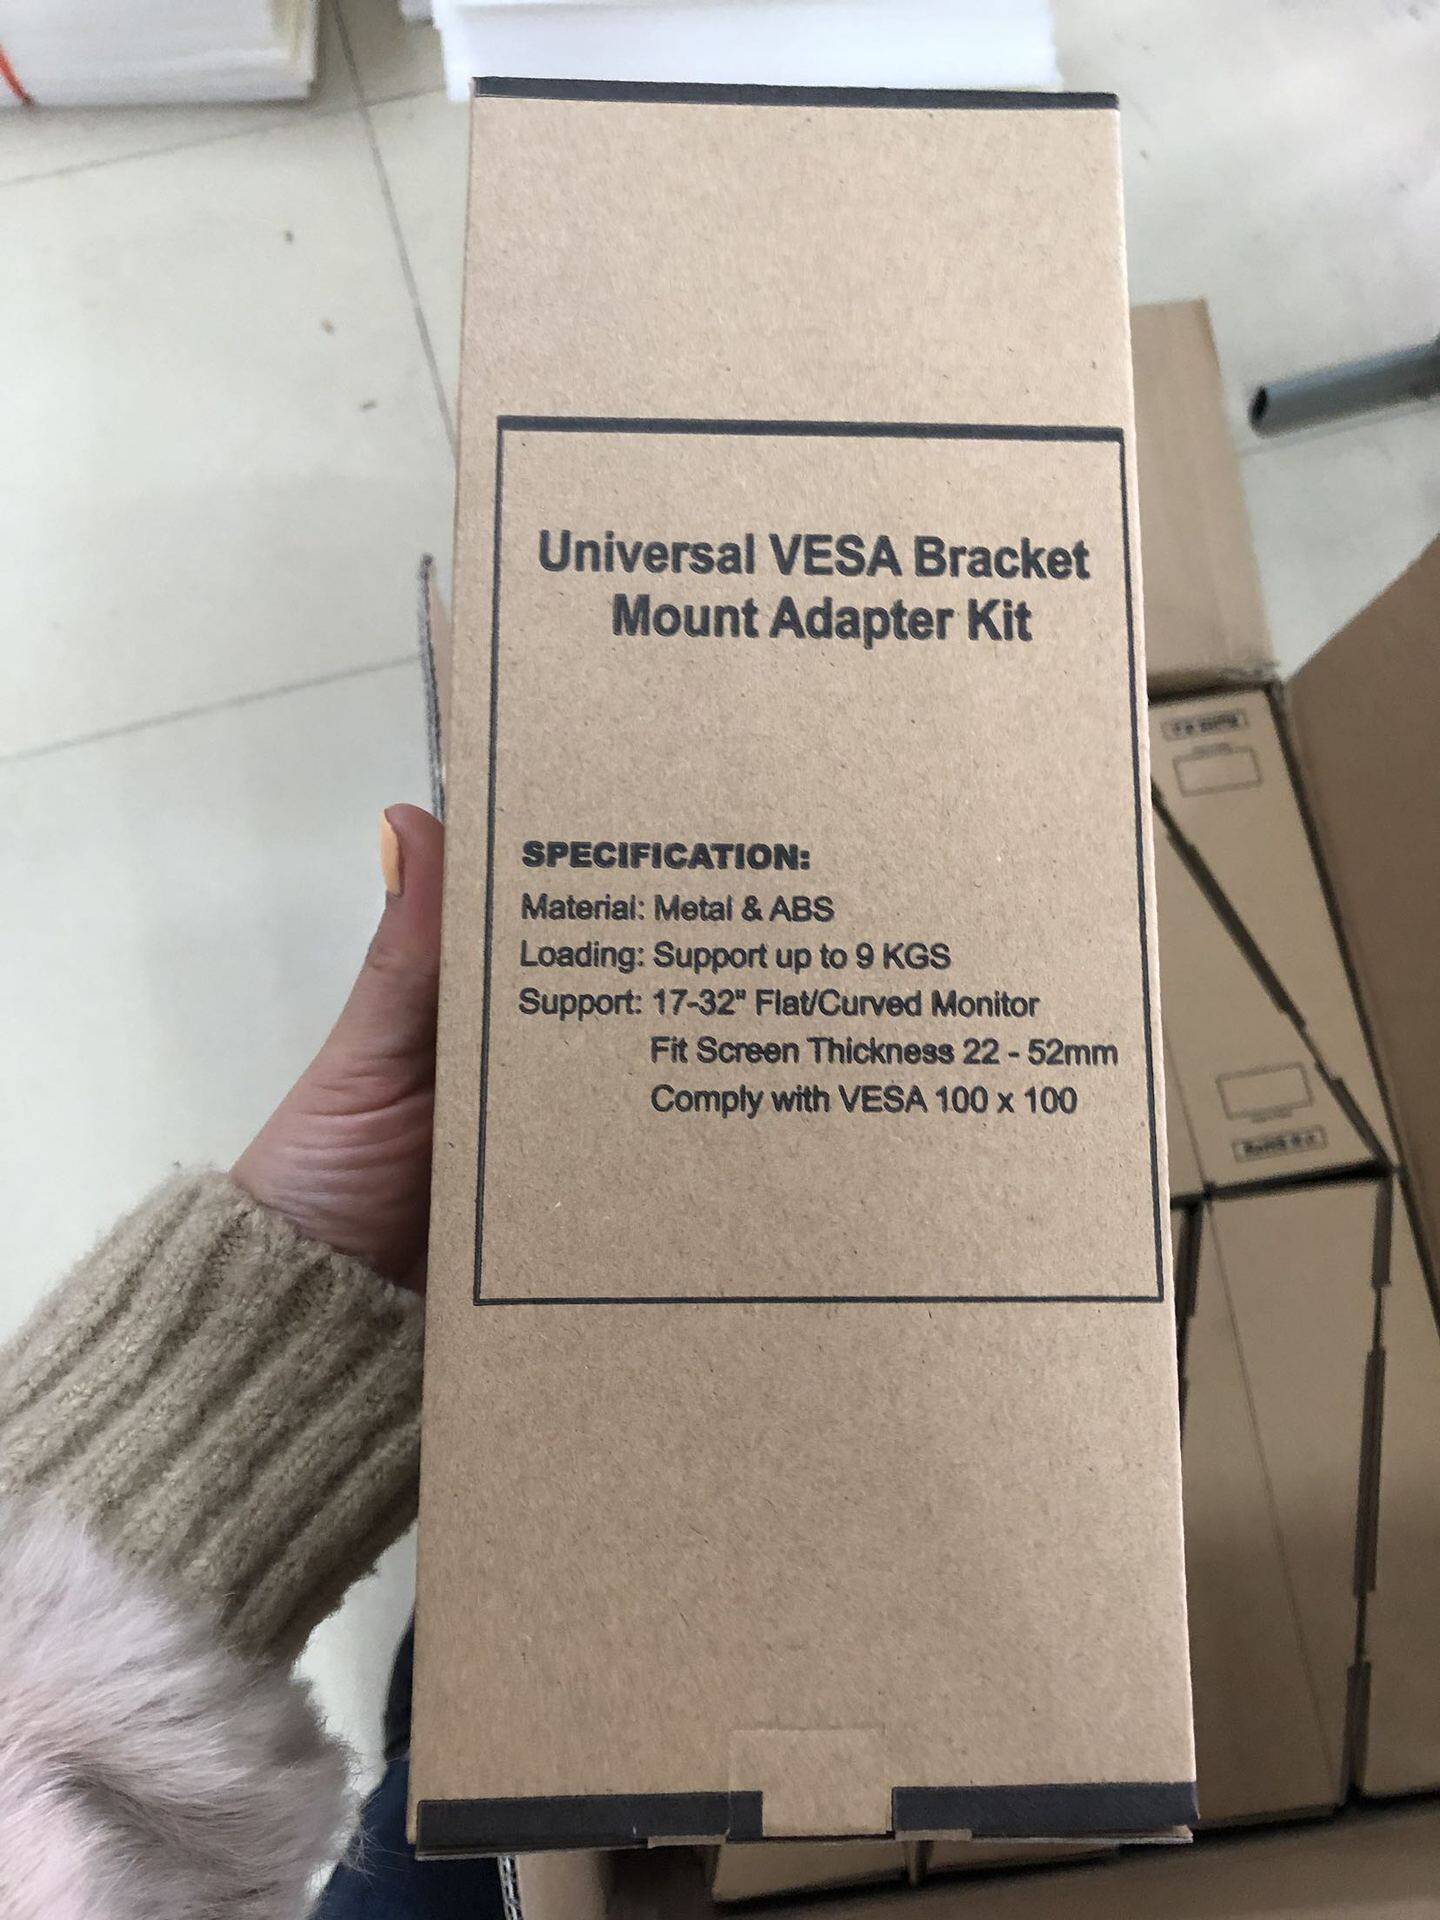 Universal VESA Bracket
Mount Adapter Kit
SPECIFICATION:
Material: Metal & ABS
Loading: Support up to 9 KGS
Support: 17-32" Flat/Curved Monitor
Fit Screen Thickness 22 - 52mm
Comply with VESA 100 x 100